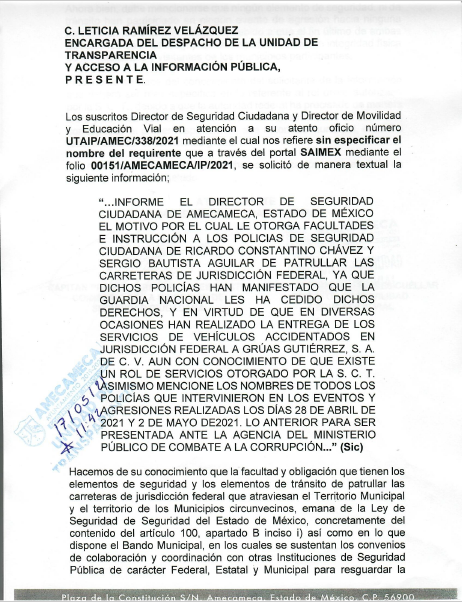 C. LETICIA RAMÍREZ VELÁZQUEZ
ENCARGADA DEL DESPACHO DE LA UNIDAD DE
TRANSPARENCIA
Y ACCESO A LA INFORMACIÓN PÚBLICA,
P R E S E N T E.
Los suscritos Director de Seguridad Ciudadana y Director de Movilidad
y Educación Vial en atención a su atento oficio número
UTAIP/AMEC/338/2021 mediante el cual nos refiere sin especificar el
nombre del requirente que a través del portal SAIMEX mediante el
folio 00151/AMECAMECA/IP/2021, se solicitó de manera textual la
siguiente información;
“…INFORME EL DIRECTOR DE SEGURIDAD
CIUDADANA DE AMECAMECA, ESTADO DE MÉXICO
EL MOTIVO POR EL CUAL LE OTORGA FACULTADES
E INSTRUCCIÓN A LOS POLICIAS DE SEGURIDAD
CIUDADANA DE RICARDO CONSTANTINO CHÁVEZ Y
SERGIO BAUTISTA AGUILAR DE PATRULLAR LAS
CARRETERAS DE JURISDICCIÓN FEDERAL, YA QUE
DICHOS POLICÍAS HAN MANIFESTADO QUE LA
GUARDIA NACIONAL LES HA CEDIDO DICHOS
DERECHOS, Y EN VIRTUD DE QUE EN DIVERSAS
OCASIONES HAN REALIZADO LA ENTREGA DE LOS
SERVICIOS DE VEHÍCULOS ACCIDENTADOS EN
JURISDICCIÓN FEDERAL A GRÚAS GUTIÉRREZ, S. A.
DE C. V. AUN CON CONOCIMIENTO DE QUE EXISTE
UN ROL DE SERVICIOS OTORGADO POR LA S. C. T.
ASIMISMO MENCIONE LOS NOMBRES DE TODOS LOS
POLICÍAS QUE INTERVINIERON EN LOS EVENTOS Y
AGRESIONES REALIZADAS LOS DÍAS 28 DE ABRIL DE
2021 Y 2 DE MAYO DE2021. LO ANTERIOR PARA SER
PRESENTADA ANTE LA AGENCIA DEL MINISTERIO
PÚBLICO DE COMBATE A LA CORRUPCIÓN…” (Sic)
AMECAMECA
17/05/21
11:42
Hacemos de su conocimiento que la facultad y obligación que tienen los
elementos de seguridad y los elementos de tránsito de patrullar las
carreteras de jurisdicción federal que atraviesan el Territorio Municipal
y el territorio de los Municipios circunvecinos, emana de la Ley de
Seguridad de Seguridad del Estado de México, concretamente del
contenido del artículo 100, apartado B inciso i) así como en lo que
dispone el Bando Municipal, en los cuales se sustentan los convenios
de colaboración y coordinación con otras Instituciones de Seguridad
Pública de carácter Federal, Estatal y Municipal para resguardar la
Plaza de la Constitución S/N, Amecameca, Estado de México, C.P. 56900